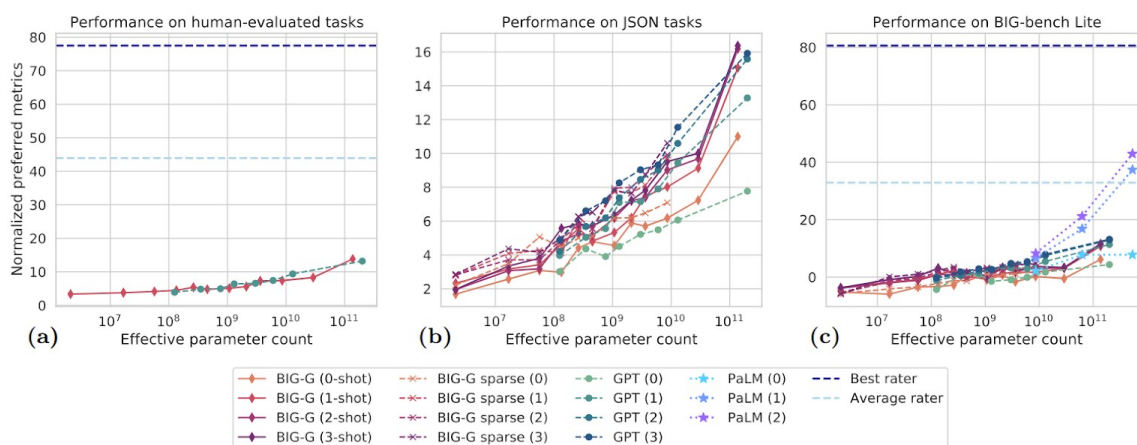 Performance on human-evaluated tasks
Performance on JSON tasks
Performance on BIG-bench Lite
Normalized preferred metrics
80
70
60
50
40
30
20
10
0
10⁷
10⁸
10⁹
10¹⁰
10¹¹
(a)
Effective parameter count
16
14
12
10
8
6
4
2
10⁷
10⁸
10⁹
10¹⁰
10¹¹
(b)
Effective parameter count
80
60
40
20
0
10⁷
10⁸
10⁹
10¹⁰
10¹¹
(c)
Effective parameter count
BIG-G (0-shot)
BIG-G (1-shot)
BIG-G (2-shot)
BIG-G (3-shot)
BIG-G sparse (0)
BIG-G sparse (1)
BIG-G sparse (2)
BIG-G sparse (3)
GPT (0)
GPT (1)
GPT (2)
GPT (3)
PaLM (0)
PaLM (1)
PaLM (2)
Best rater
Average rater